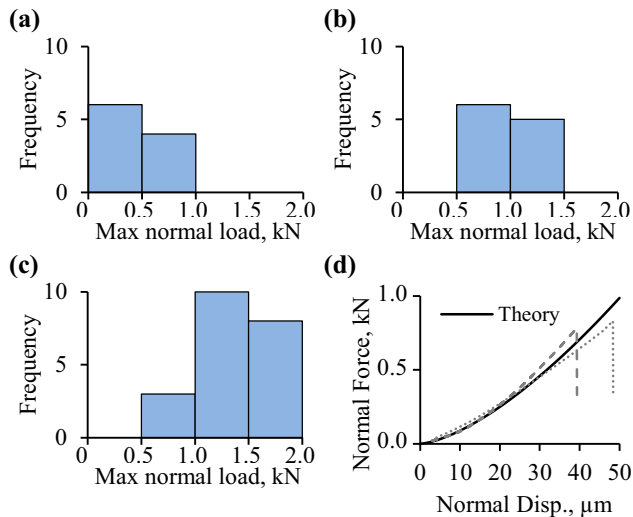 (a)
Frequency
10
5
0
0 0.5 1.0 2.0
Max normal load, kN
(b)
Frequency
10
5
0
0 0.5 1.0 1.5 2.0
Max normal load, kN
(c)
Frequency
10
5
0
0 0.5 1.0 1.5 2.0
Max normal load, kN
(d)
Normal Force, kN
1.0
0.5
0.0
Theory
0 10 20 30 40 50
Normal Disp., µm